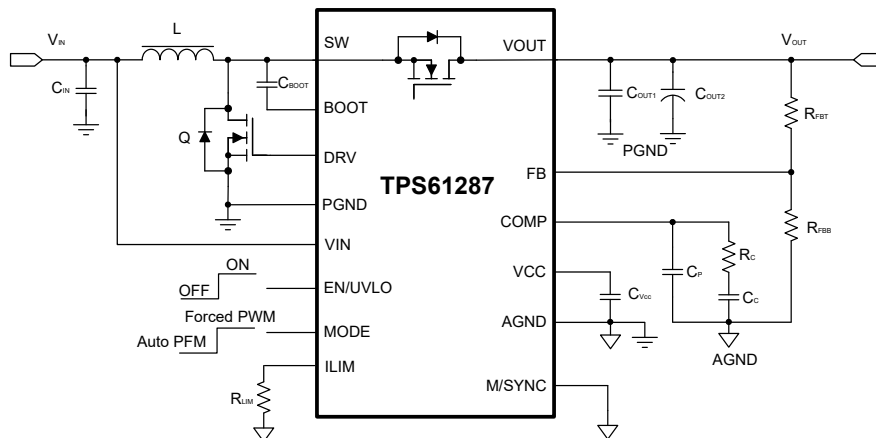 VIN
L
SW
VOUT
VOUT
CIN
CBOOT
COUT1
COUT2
RFBT
BOOT
Q
DRV
PGND
TPS61287
FB
PGND
COMP
RFBB
VIN
RC
CP
ON
OFF
EN/UVLO
VCC
CVcc
CC
Forced PWM
Auto PFM
MODE
AGND
AGND
ILIM
RLIM
M/SYNC